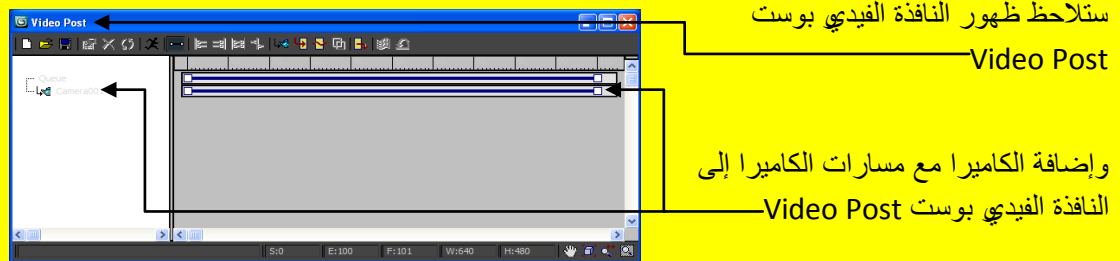 ستلاحظ ظهور النافذة الفيديو بوست
Video Post
وإضافة الكاميرا مع مسارات الكاميرا إلى
النافذة الفيديو بوست Video Post
Video Post
Queue
Camera00
S:0 E:100 F:101 W:640 H:480